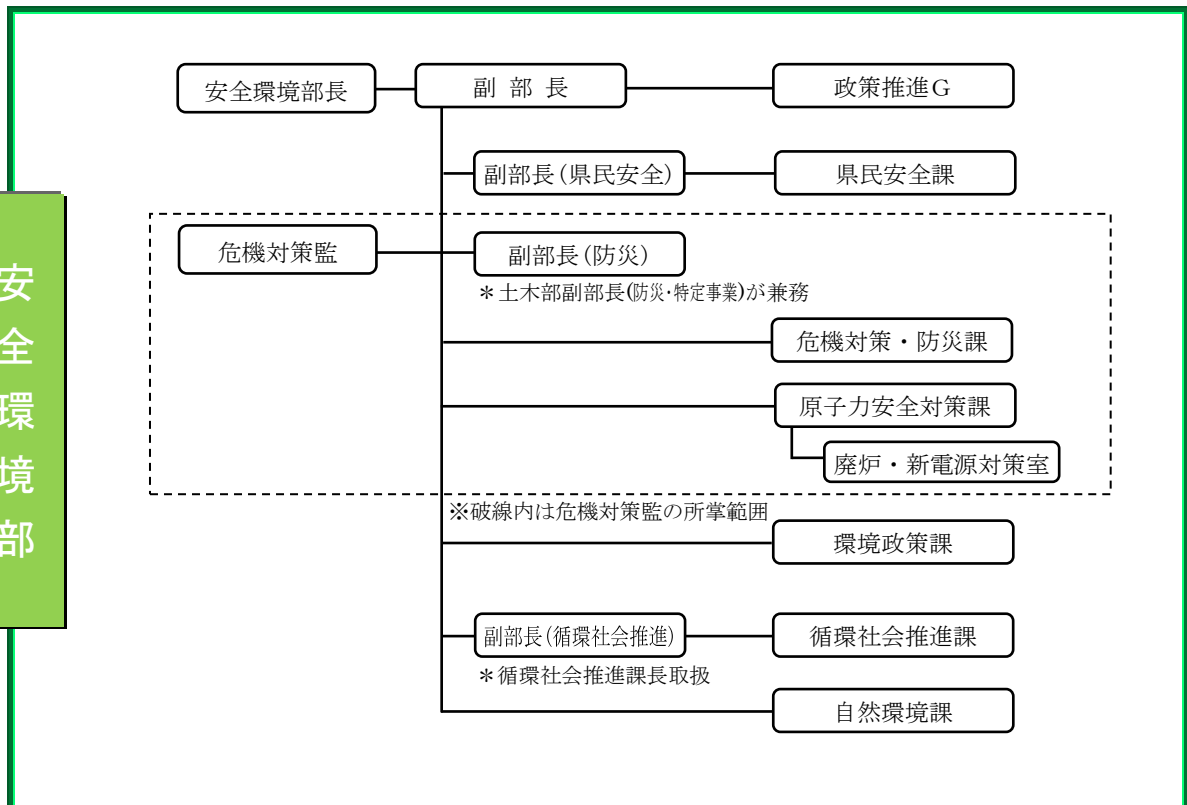 安全環境部
安全環境部長
副 部 長
政策推進G
副部長(県民安全)
県民安全課
危機対策監
副部長(防災)
＊土木部副部長(防災・特定事業)が兼務
危機対策・防災課
原子力安全対策課
廃炉・新電源対策室
※破線内は危機対策監の所掌範囲
環境政策課
副部長(循環社会推進)
循環社会推進課
＊循環社会推進課長取扱
自然環境課